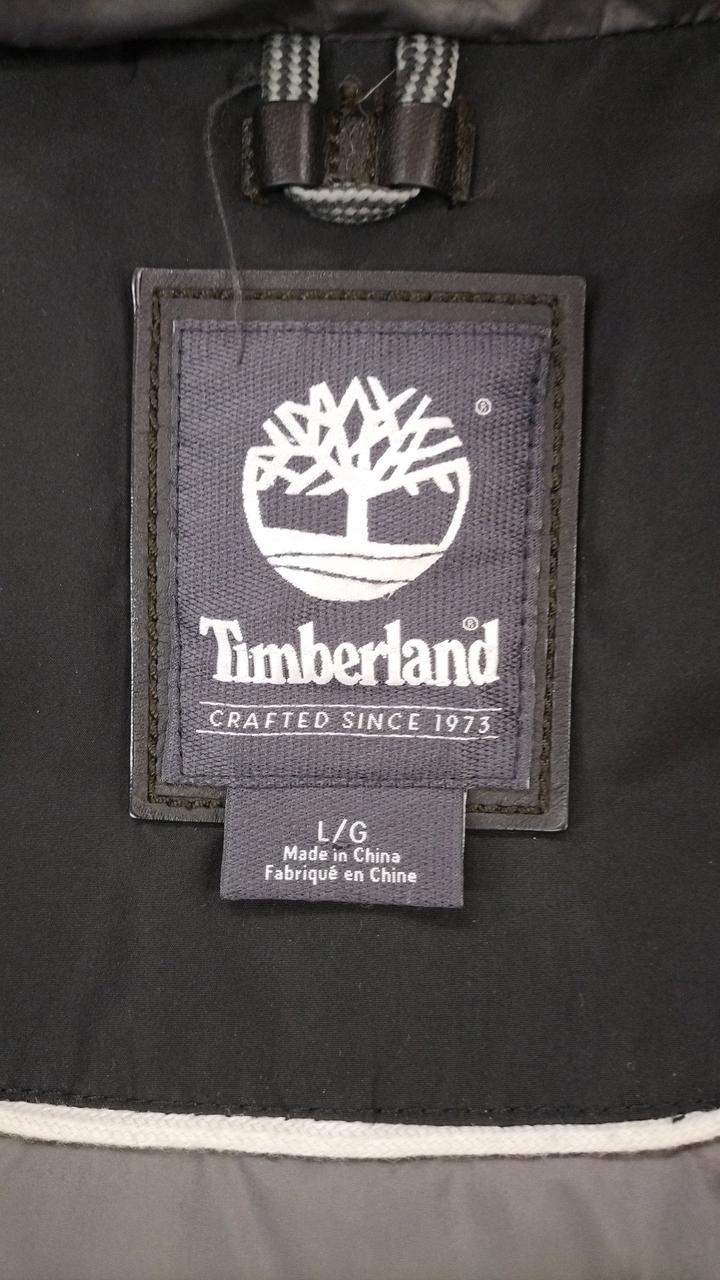 ®
Timberland®
CRAFTED SINCE 1973
L/G
Made in China
Fabriqué en Chine